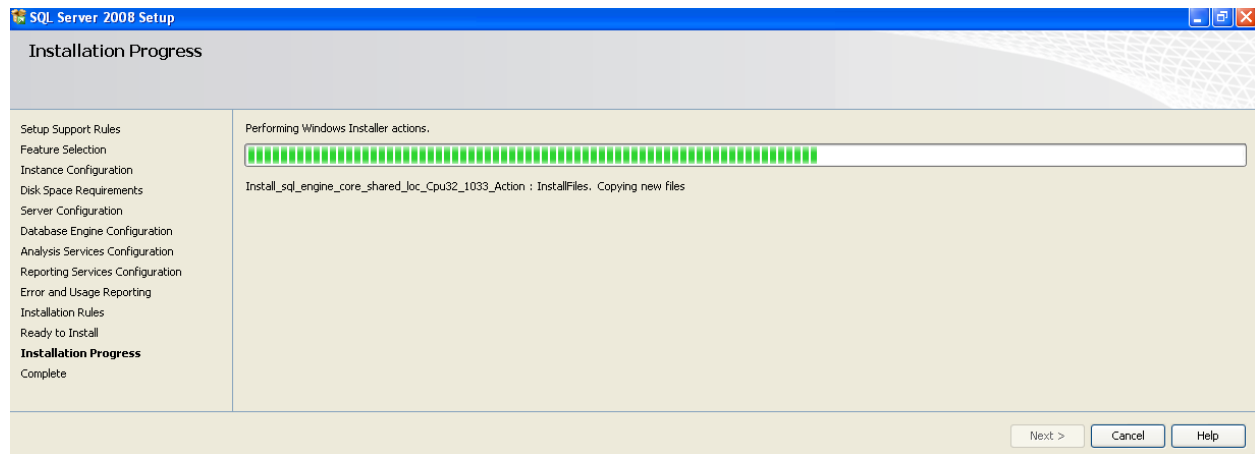 SQL Server 2008 Setup
Installation Progress
Setup Support Rules
Feature Selection
Instance Configuration
Disk Space Requirements
Server Configuration
Database Engine Configuration
Analysis Services Configuration
Reporting Services Configuration
Error and Usage Reporting
Installation Rules
Ready to Install
Installation Progress
Complete
Performing Windows Installer actions.
Install_sql_engine_core_shared_loc_Cpu32_1033_Action : InstallFiles. Copying new files
Next > Cancel Help